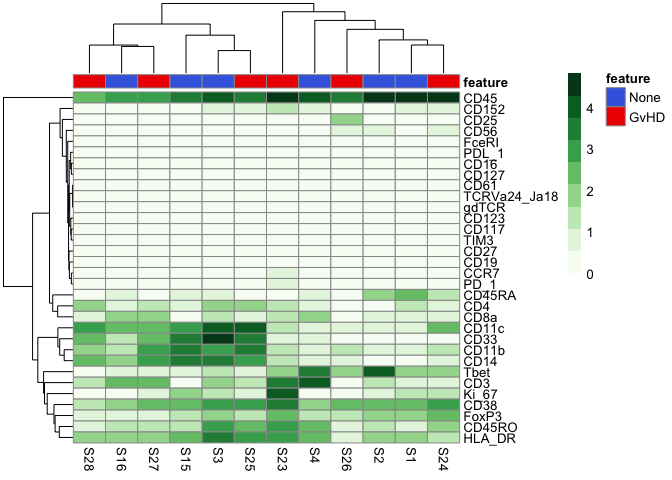 feature
CD45
CD152
CD25
CD56
FceRI
PDL_1
CD16
CD127
CD61
TCRVa24_Ja18
gdTCR
CD123
CD117
TIM3
CD27
CD19
CCR7
PD_1
CD45RA
CD4
CD8a
CD11c
CD33
CD11b
CD14
Tbet
CD3
Ki_67
CD38
FoxP3
CD45RO
HLA_DR
S28 S16 S27 S15 S3 S25 S23 S4 S26 S2 S1 S24
4
3
2
1
0
feature
None
GvHD